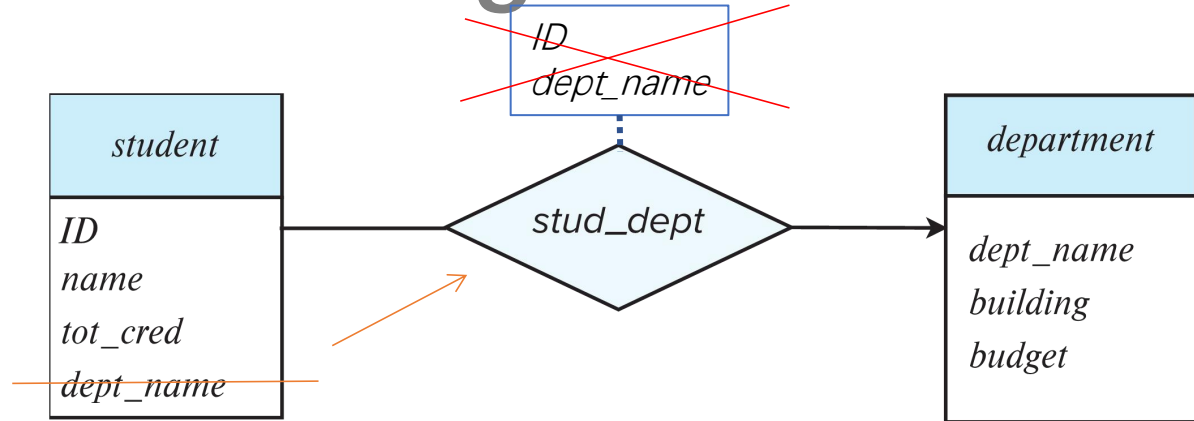 ID
dept_name
student
ID
name
tot_cred
dept_name
stud_dept
department
dept_name
building
budget